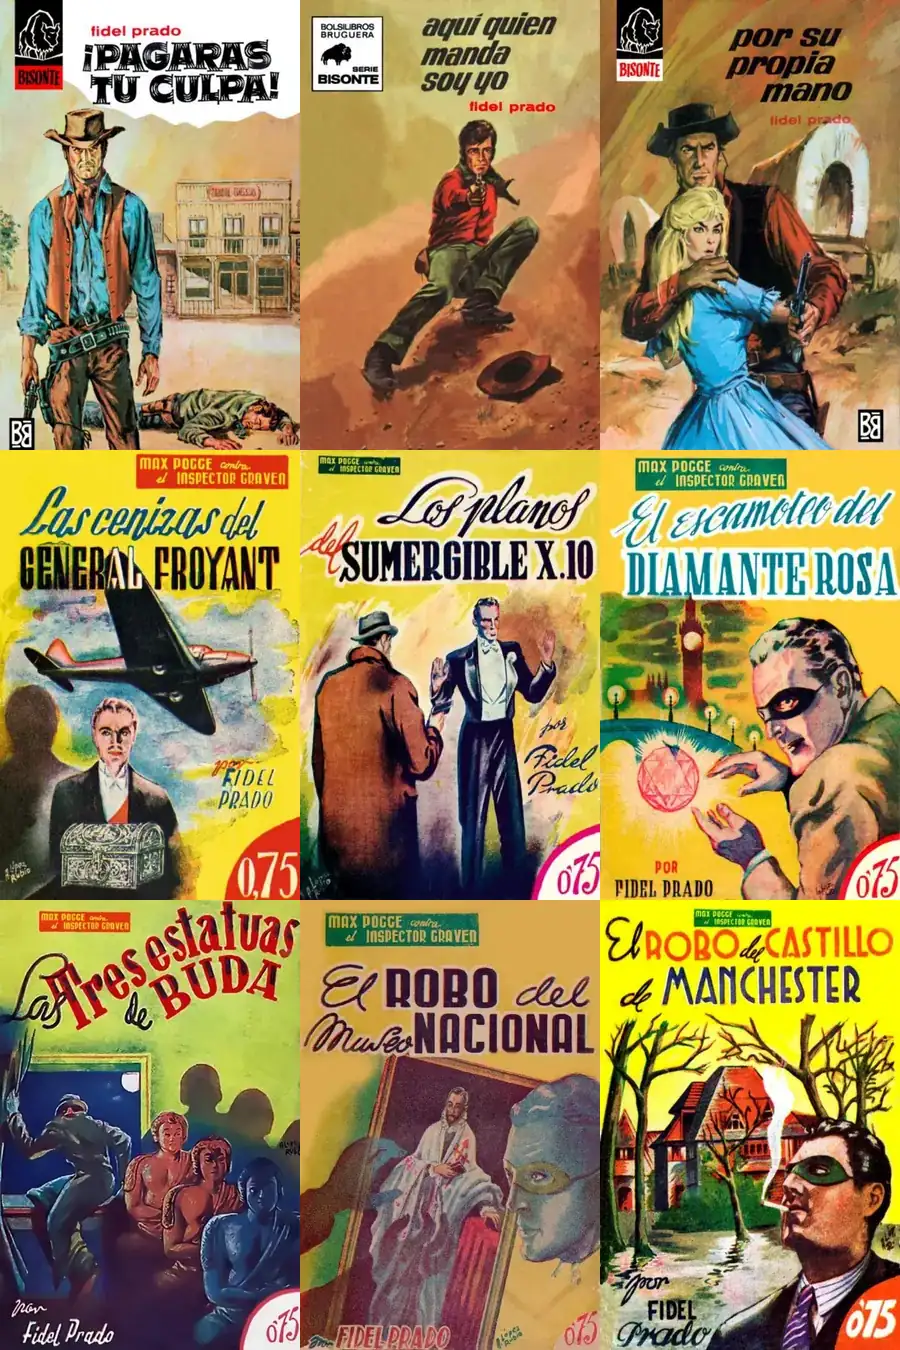 fidel prado
¡PAGARAS
TU CULPA!
BISONTE
BB
BOLSILIBROS
BRUGUERA
SERIE
BISONTE
aquí quien
manda
soy yo
fidel prado
BISONTE
por su
propia
mano
fidel prado
BB
MAX POGGE contra
el INSPECTOR GRAVEN
Las cenizas del
GENERAL FROYANT
por
FIDEL
PRADO
López
Rubio
0,75
MAX POGGE contra
el INSPECTOR GRAVEN
Los planos
del SUMERGIBLE X.10
por
Fidel
Prado
0'75
MAX POGGE contra
el INSPECTOR GRAVEN
El escamoteo del
DIAMANTE ROSA
POR
FIDEL PRADO
0'75
MAX POGGE contra
el INSPECTOR GRAVEN
Las Tres estatuas
de BUDA
por
Fidel Prado
0'75
MAX POGGE contra
el INSPECTOR GRAVEN
El ROBO del
Museo NACIONAL
por FIDEL PRADO
López
Rubio
0'75
MAX POGGE contra
el INSPECTOR GRAVEN
El ROBO del CASTILLO
de MANCHESTER
por
FIDEL
Prado
0'75